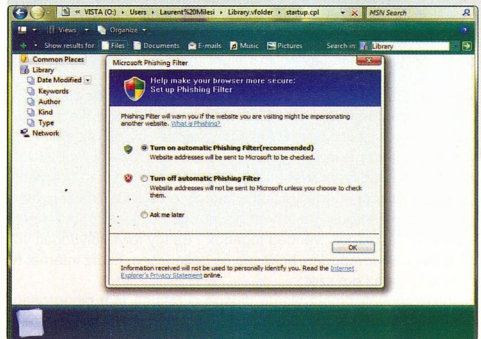 « VISTA (O:) › Users › Laurent%20Milesi › Library.vfolder › startup.cpl
MSN Search
Views
Organize
Show results for:
Files
Documents
E-mails
Music
Pictures
Search in:
Library
Common Places
Library
Date Modified
Keywords
Author
Kind
Type
Network
Microsoft Phishing Filter
Help make your browser more secure:
Set up Phishing Filter
Phishing Filter will warn you if the website you are visiting might be impersonating
another website. What is Phishing?
Turn on automatic Phishing Filter(recommended)
Website addresses will be sent to Microsoft to be checked.
Turn off automatic Phishing Filter
Website addresses will not be sent to Microsoft unless you choose to check
them.
Ask me later
OK
Information received will not be used to personally identify you. Read the Internet
Explorer's Privacy Statement online.